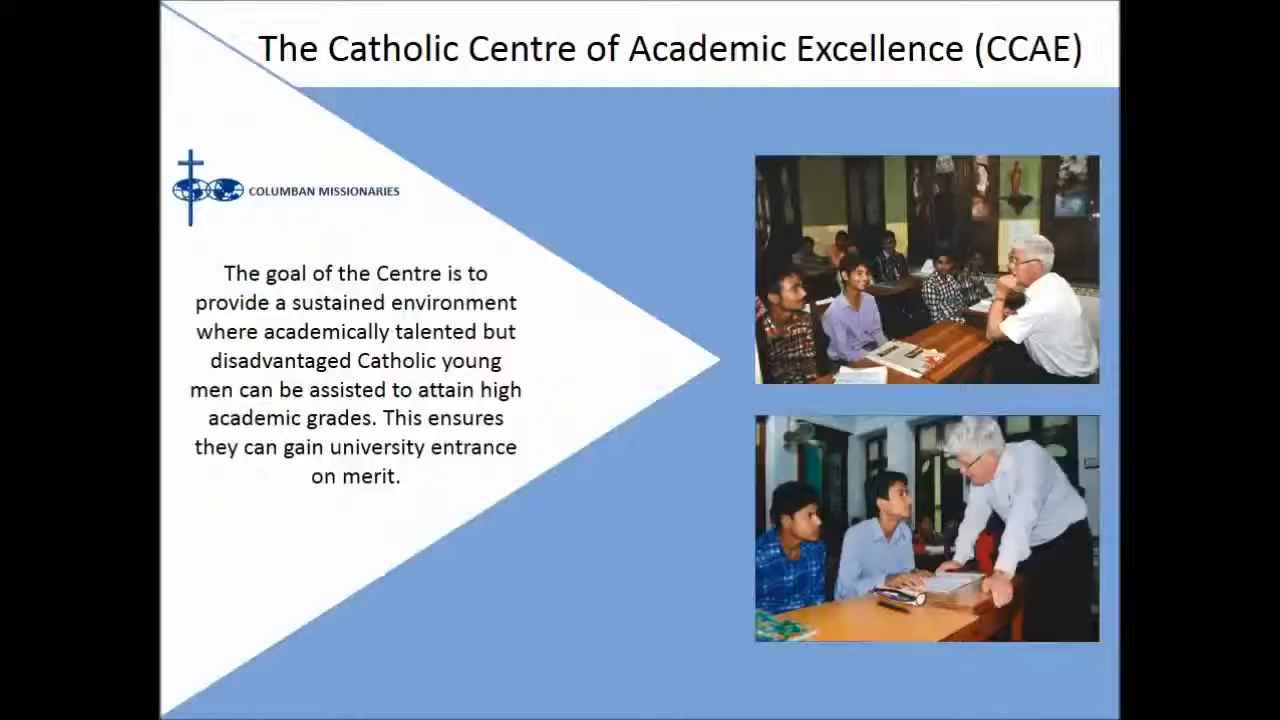 The Catholic Centre of Academic Excellence (CCAE)
COLUMBAN MISSIONARIES
The goal of the Centre is to
provide a sustained environment
where academically talented but
disadvantaged Catholic young
men can be assisted to attain high
academic grades. This ensures
they can gain university entrance
on merit.